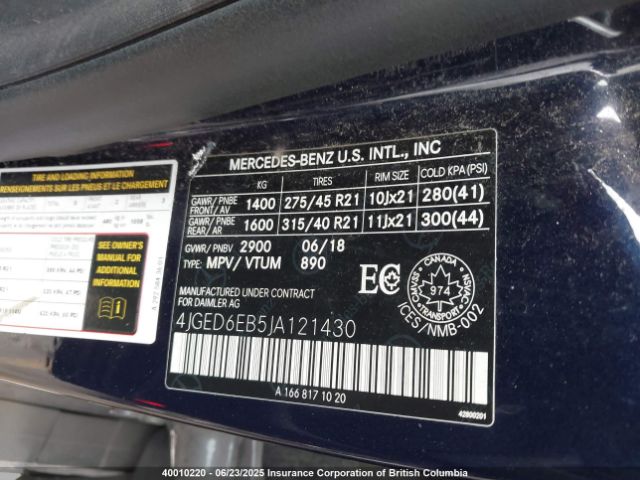 TIRE AND LOADING INFORMATION
RENSEIGNEMENTS SUR LES PNEUS ET LE CHARGEMENT
SEE OWNER'S
MANUAL FOR
ADDITIONAL
INFORMATION
MERCEDES-BENZ U.S. INTL., INC
KG TIRES RIM SIZE COLD KPA(PSI)
GAWR/ PNBE FRONT/ AV 1400 275/45 R21 10Jx21 280(41)
GAWR/ PNBE REAR/ AR 1600 315/40 R21 11Jx21 300(44)
GVWR/ PNBV 2900 06/18
TYPE: MPV/ VTUM 890
MANUFACTURED UNDER CONTRACT
FOR DAIMLER AG
EC
CANADA
974
CMVSS
NSVAC
TRANSPORT
ICES/NMB-002
4JGED6EB5JA121430
A 166 817 10 20
42800201
40010220 - 06/23/2025 Insurance Corporation of British Columbia